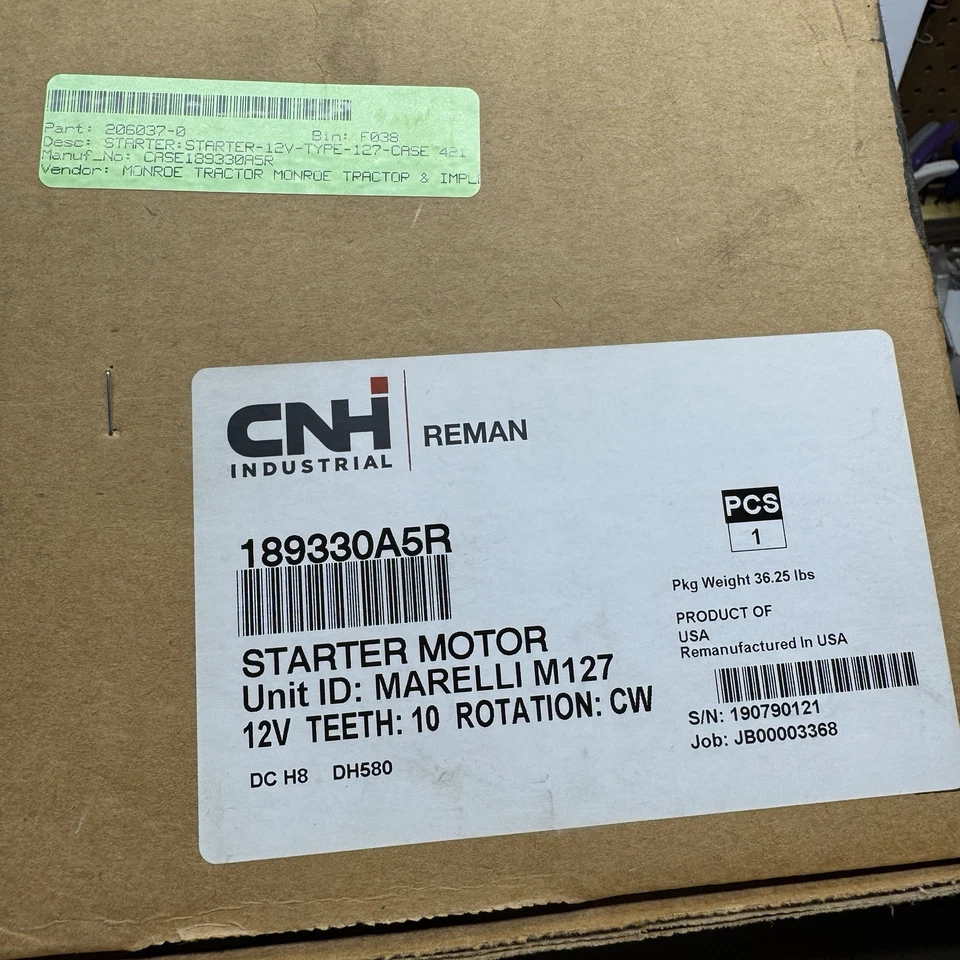 Part: 206037-0 Bin: F038
Desc: STARTER:STARTER-12V-TYPE-127-CASE 421
Manuf_No: CASE189330A5R
Vendor: MONROE TRACTOR MONROE TRACTOR & IMPL
CNH
INDUSTRIAL
REMAN
189330A5R
STARTER MOTOR
Unit ID: MARELLI M127
12V TEETH: 10 ROTATION: CW
DC H8 DH580
PCS
1
Pkg Weight 36.25 lbs
PRODUCT OF
USA
Remanufactured In USA
S/N: 190790121
Job: JB00003368